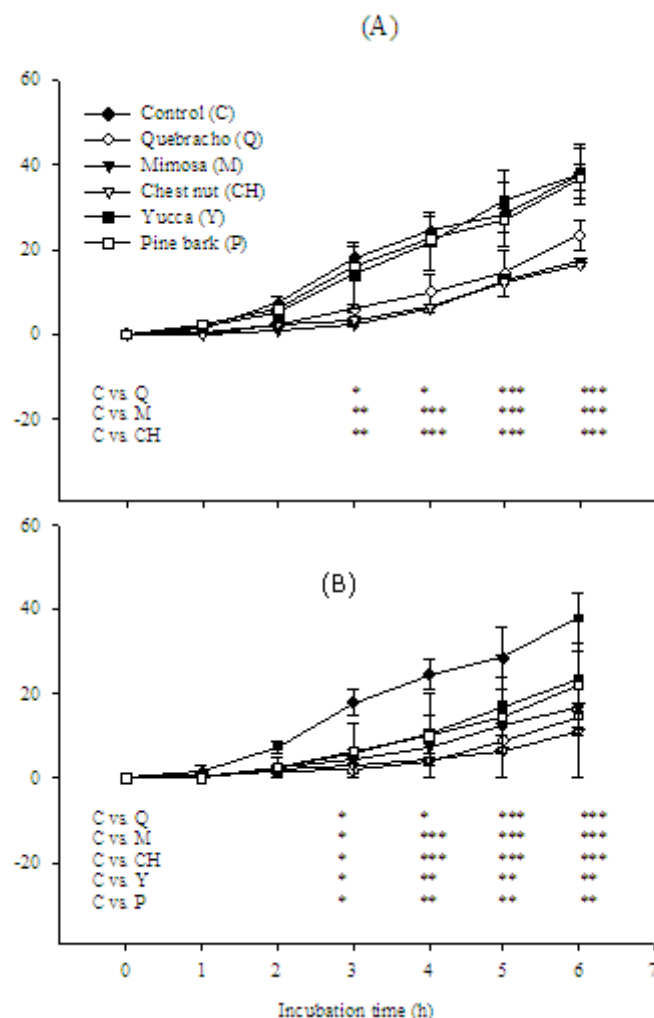 (A)
60
40
20
0
-20
Control (C)
Quebracho (Q)
Mimosa (M)
Chest nut (CH)
Yucca (Y)
Pine bark (P)
C vs. Q * * *** ***
C vs. M ** *** *** ***
C vs. CH ** *** *** ***
(B)
60
40
20
0
-20
C vs. Q * * *** ***
C vs. M * *** *** ***
C vs. CH * *** *** ***
C vs. Y * ** ** **
C vs. P * ** ** **
0 1 2 3 4 5 6 7
Incubation time (h)